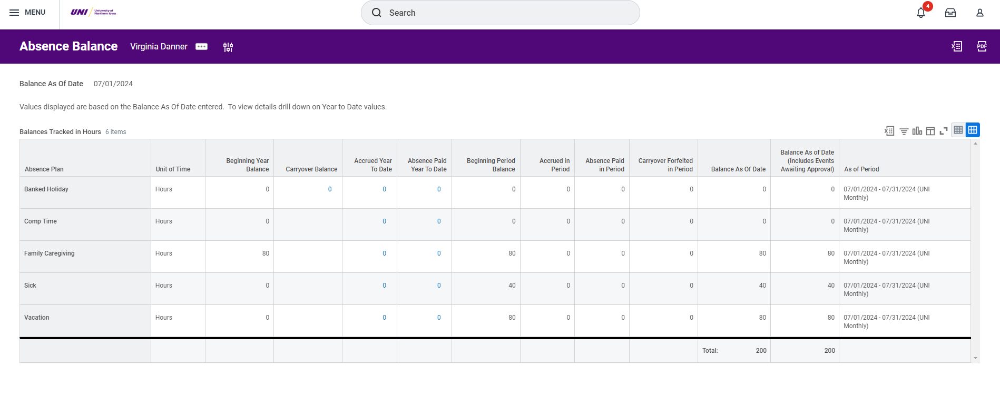 MENU
UNI University of Northern Iowa
Search
4
Absence Balance Virginia Danner
PDF
Balance As Of Date 07/01/2024
Values displayed are based on the Balance As Of Date entered.  To view details drill down on Year to Date values.
Balances Tracked in Hours 6 items
Absence Plan Unit of Time Beginning Year Balance Carryover Balance Accrued Year To Date Absence Paid Year To Date Beginning Period Balance Accrued in Period Absence Paid in Period Carryover Forfeited in Period Balance As Of Date Balance As of Date (Includes Events Awaiting Approval) As of Period
Banked Holiday Hours 0 0 0 0 0 0 0 0 0 0 07/01/2024 - 07/31/2024 (UNI Monthly)
Comp Time Hours 0 0 0 0 0 0 0 0 0 07/01/2024 - 07/31/2024 (UNI Monthly)
Family Caregiving Hours 80 0 0 80 0 0 0 80 80 07/01/2024 - 07/31/2024 (UNI Monthly)
Sick Hours 0 0 0 40 0 0 0 40 40 07/01/2024 - 07/31/2024 (UNI Monthly)
Vacation Hours 0 0 0 80 0 0 0 80 80 07/01/2024 - 07/31/2024 (UNI Monthly)
Total: 200 200